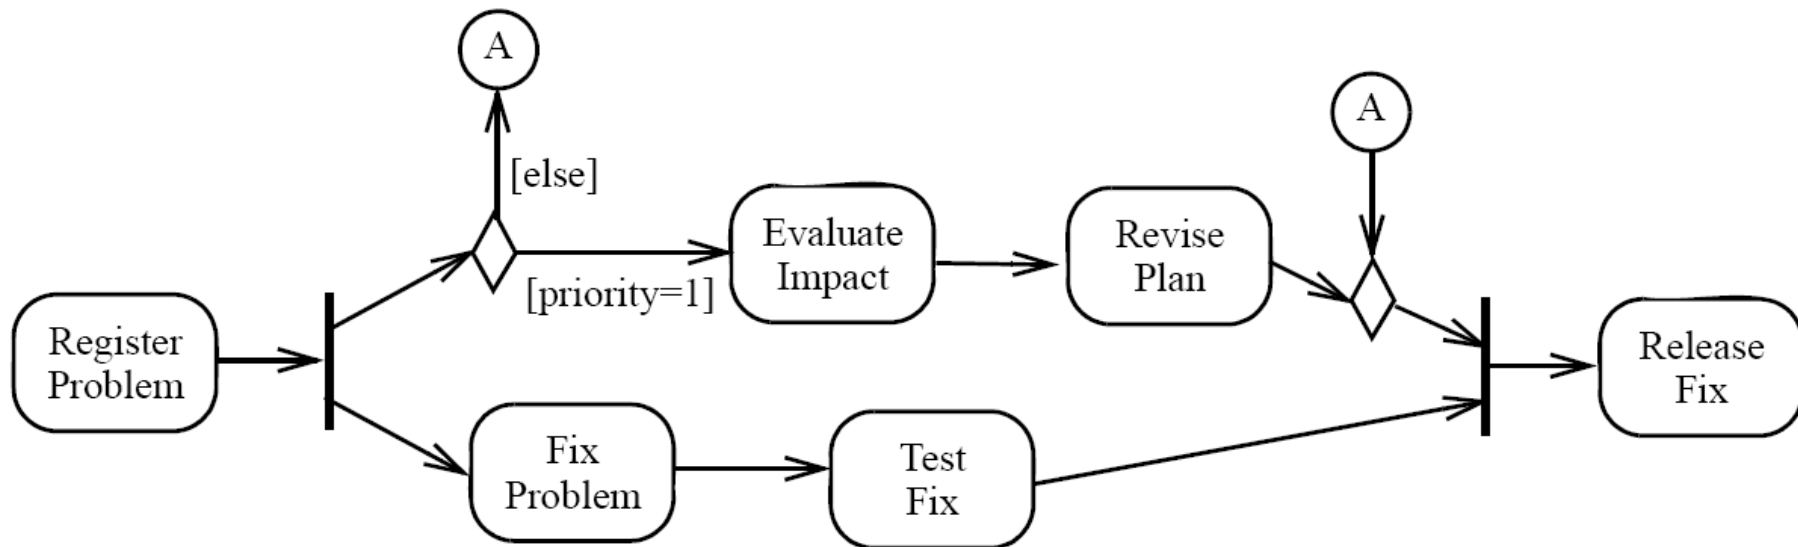 A
A
[else]
Evaluate
Impact
Revise
Plan
[priority=1]
Register
Problem
Release
Fix
Fix
Problem
Test
Fix